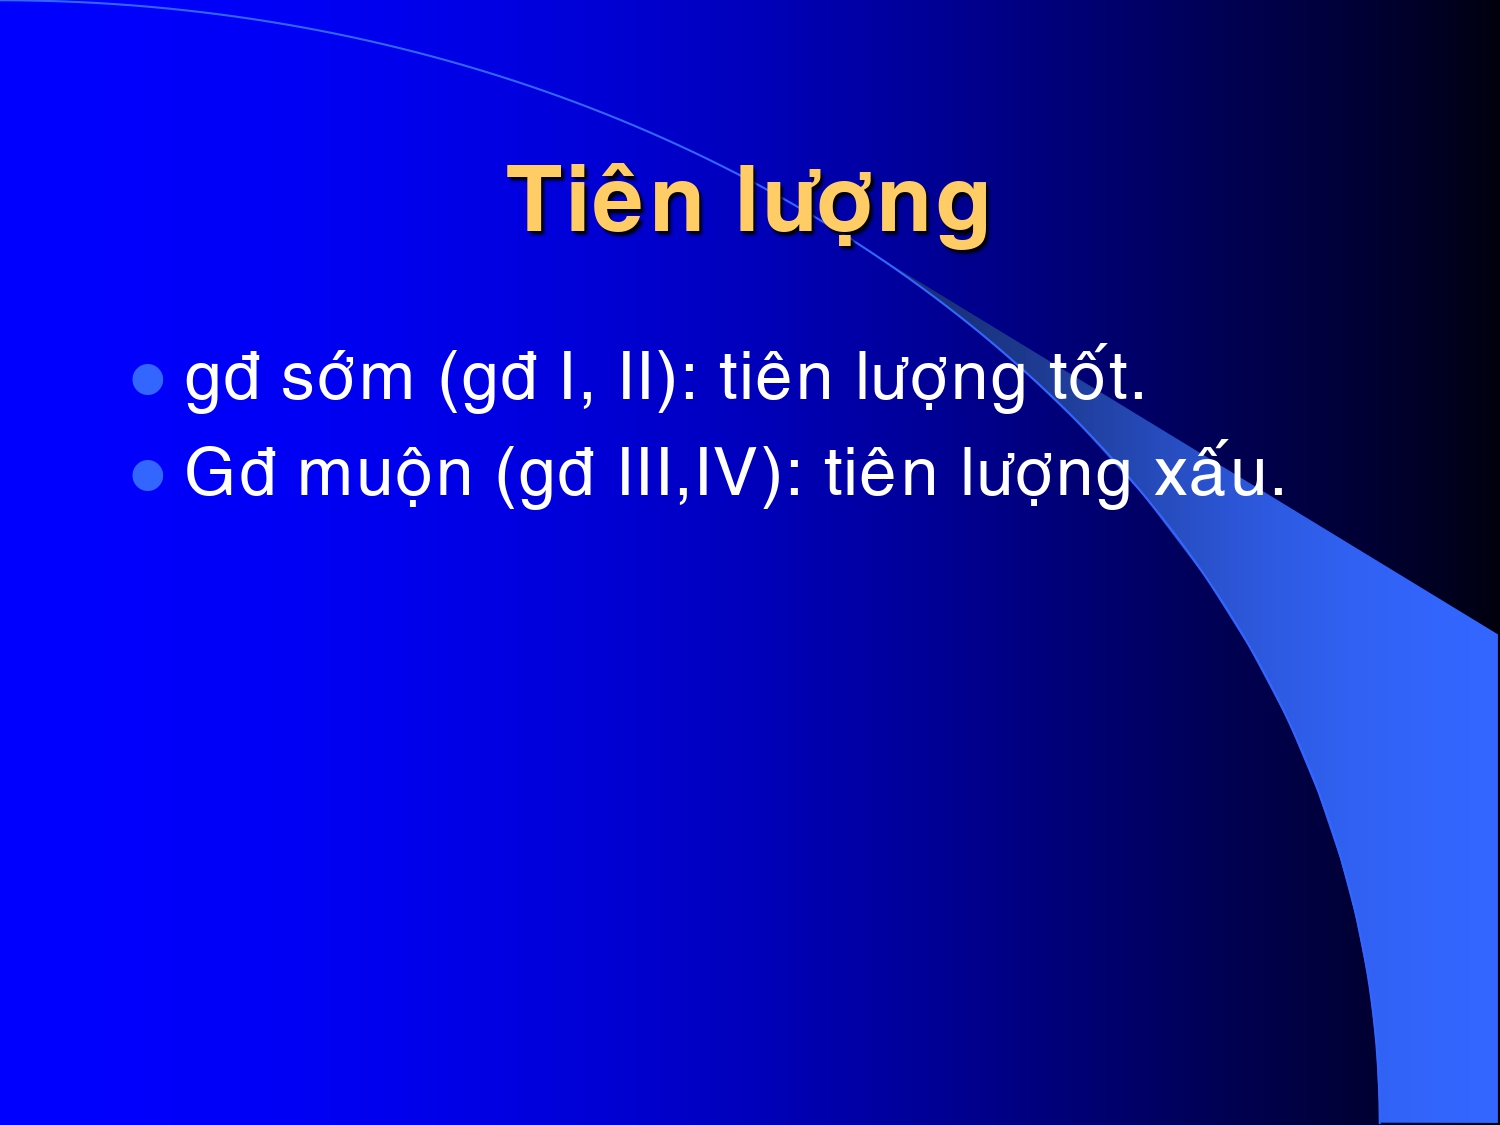 Tiên lượng
gđ sớm (gđ I, II): tiên lượng tốt.
Gđ muộn (gđ III,IV): tiên lượng xấu.